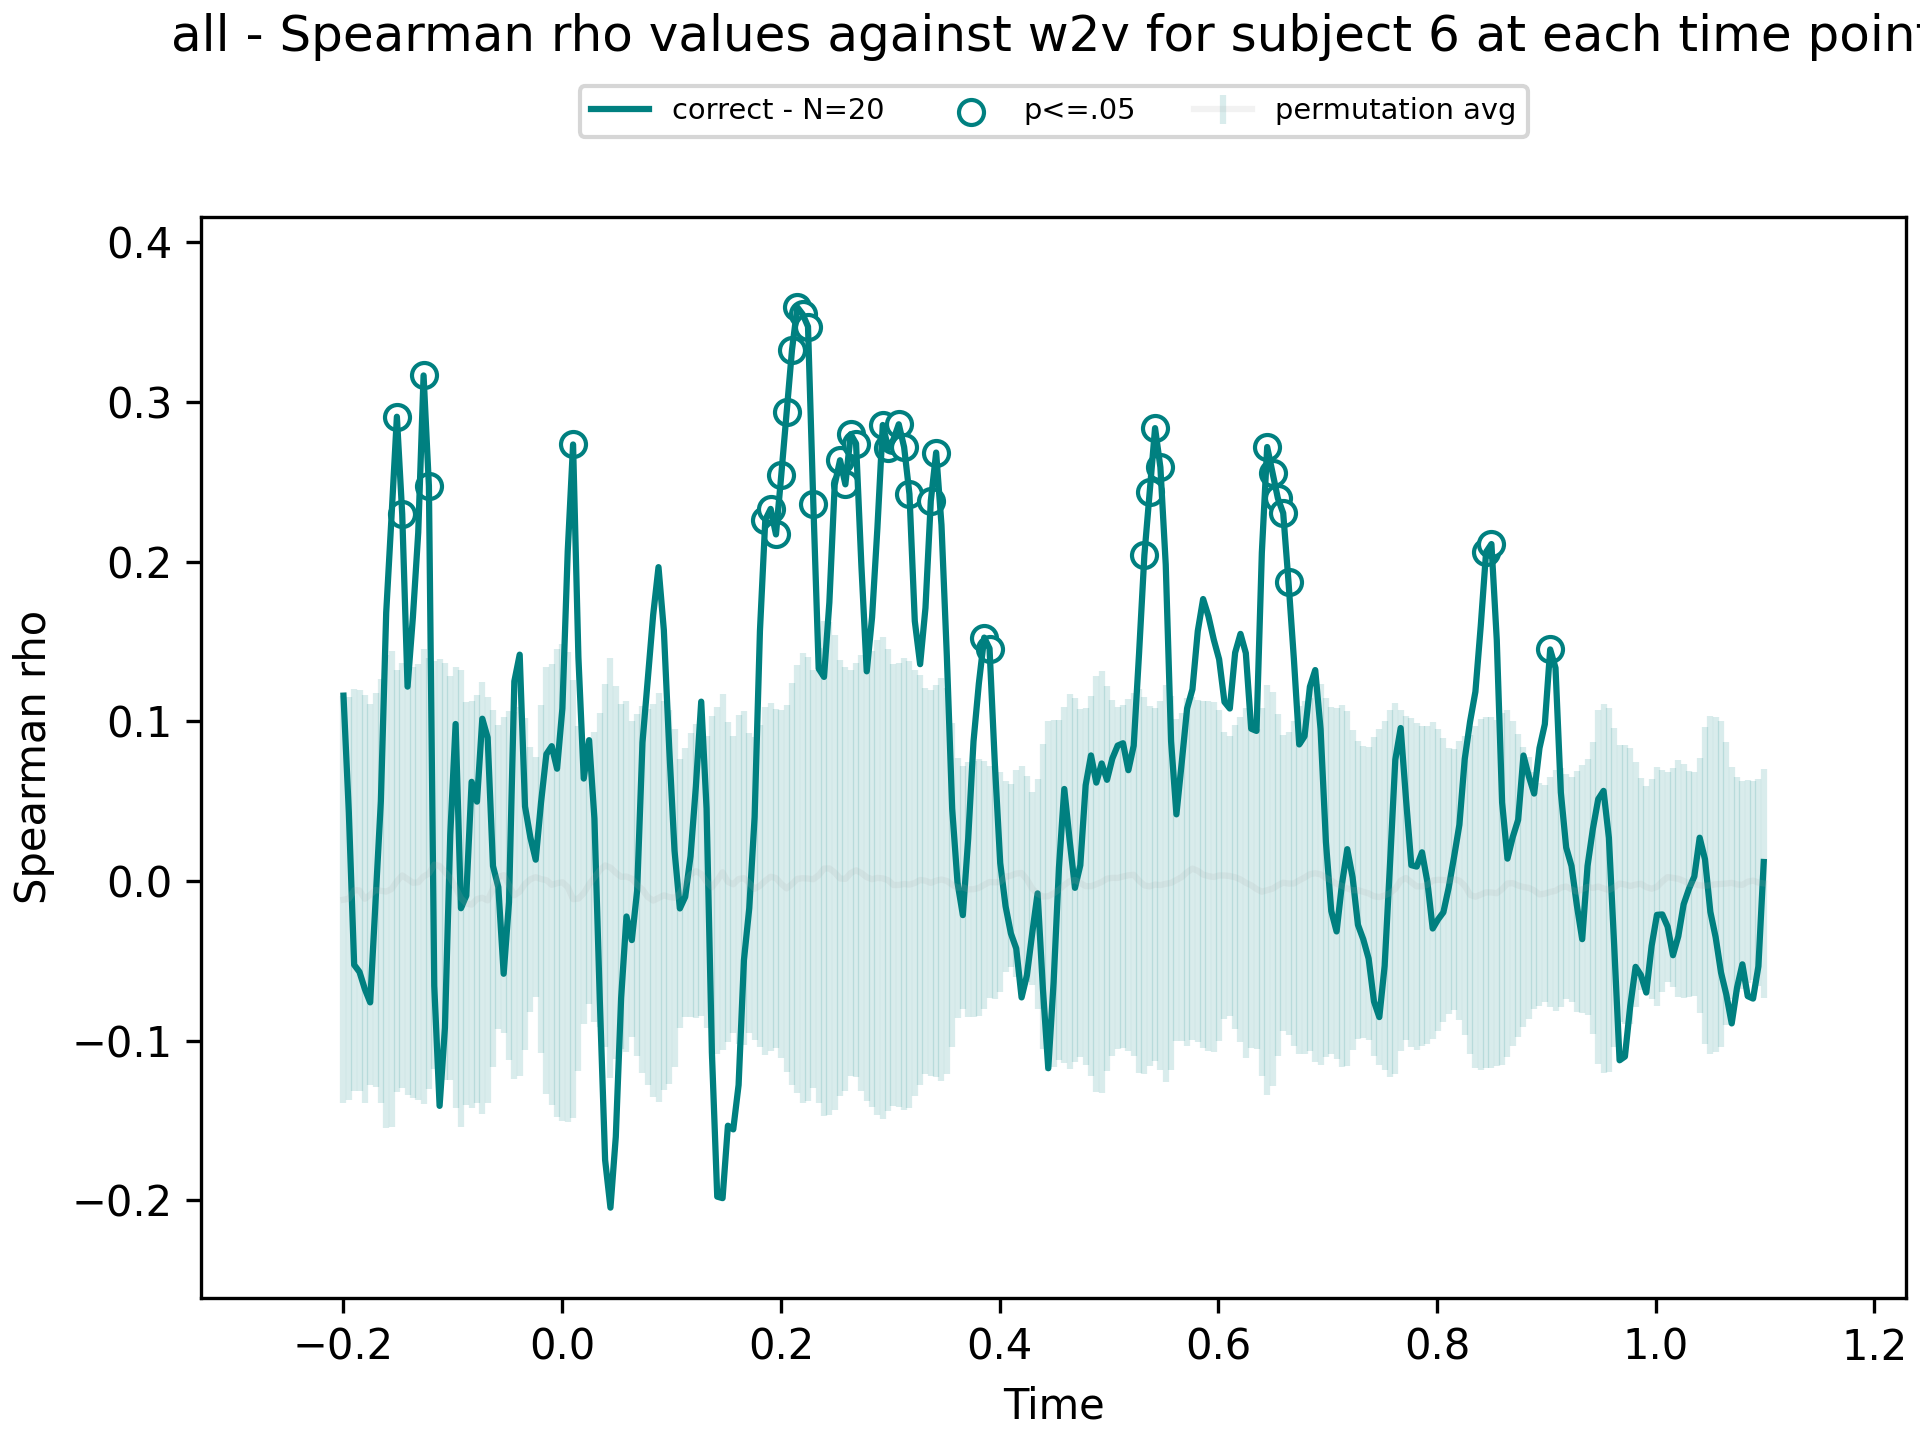 all - Spearman rho values against w2v for subject 6 at each time point
correct - N=20 p<=.05 permutation avg
0.4
0.3
0.2
0.1
0.0
−0.1
−0.2
Spearman rho
−0.2 0.0 0.2 0.4 0.6 0.8 1.0 1.2
Time